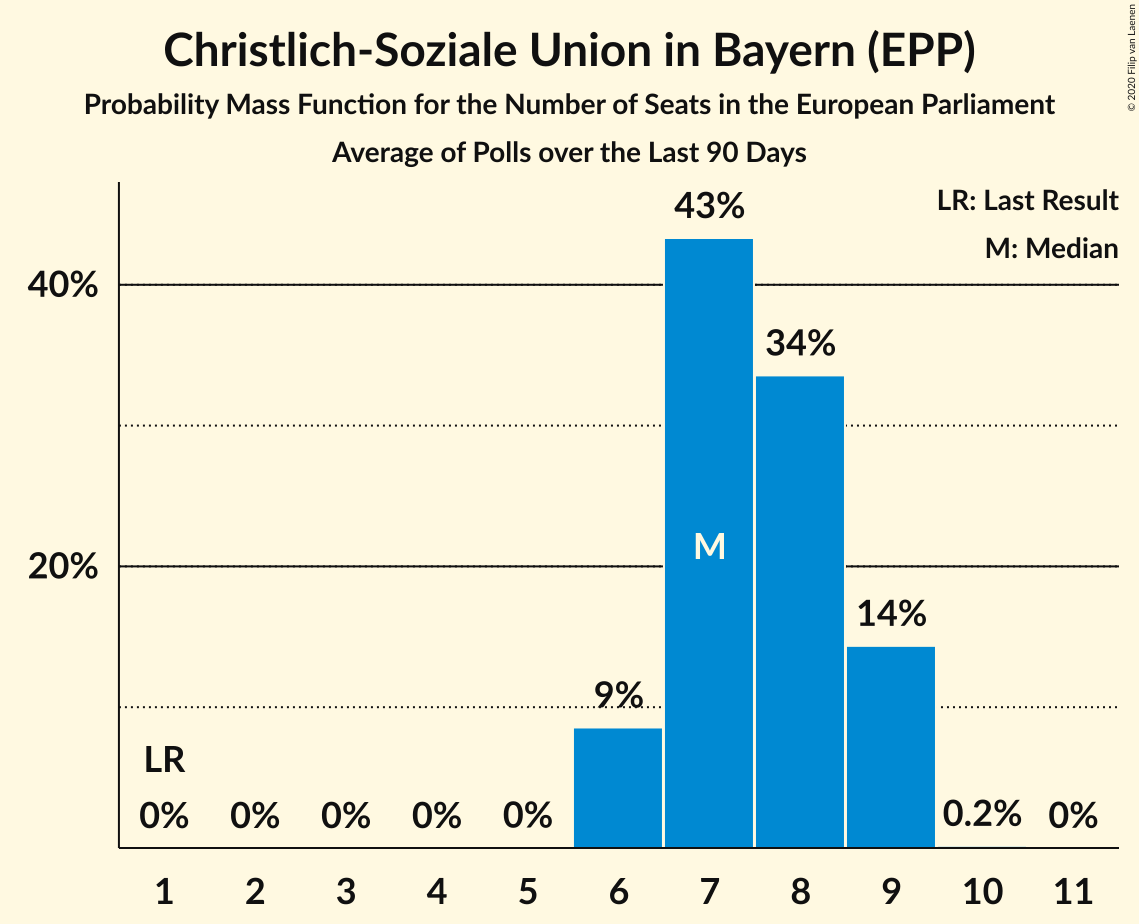 Christlich-Soziale Union in Bayern (EPP)
Probability Mass Function for the Number of Seats in the European Parliament
Average of Polls over the Last 90 Days
© 2020 Filip van Laenen
LR: Last Result
M: Median
43%
40%
34%
M
20%
14%
9%
LR
0% 0% 0% 0% 0% 0.2% 0%
1 2 3 4 5 6 7 8 9 10 11